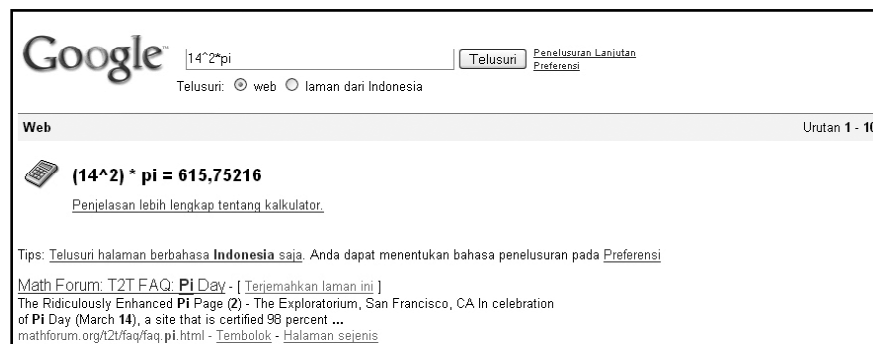 Google™ 14^2*pi Telusuri Penelusuran Lanjutan
Preferensi
Telusuri: web laman dari Indonesia
Web Urutan 1 - 10
(14^2) * pi = 615,75216
Penjelasan lebih lengkap tentang kalkulator.
Tips: Telusuri halaman berbahasa Indonesia saja. Anda dapat menentukan bahasa penelusuran pada Preferensi
Math Forum: T2T FAQ: Pi Day - [ Terjemahkan laman ini ]
The Ridiculously Enhanced Pi Page (2) - The Exploratorium, San Francisco, CA In celebration
of Pi Day (March 14), a site that is certified 98 percent ...
mathforum.org/t2t/faq/faq.pi.html - Tembolok - Halaman sejenis